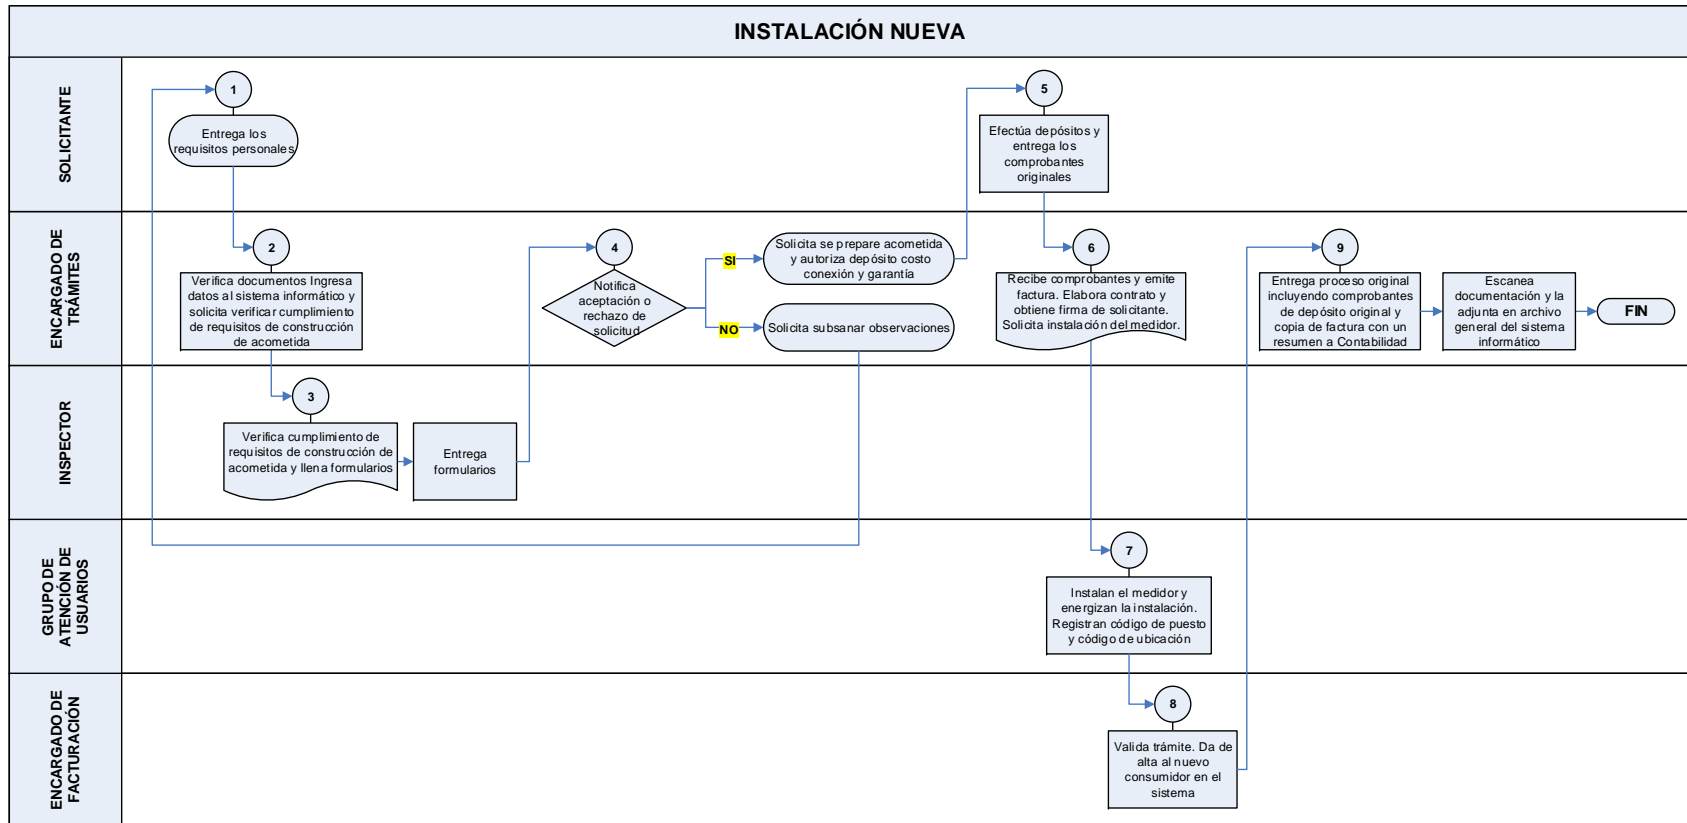 INSTALACIÓN NUEVA
SOLICITANTE
1
Entrega los
requisitos personales
5
Efectúa depósitos y
entrega los
comprobantes
originales
ENCARGADO DE
TRÁMITES
2
Verifica documentos Ingresa
datos al sistema informático y
solicita verificar cumplimiento
de requisitos de construcción
de acometida
4
Notifica
aceptación o
rechazo de
solicitud
SI
Solicita se prepare acometida
y autoriza depósito costo
conexión y garantía
NO
Solicita subsanar observaciones
6
Recibe comprobantes y emite
factura. Elabora contrato y
obtiene firma de solicitante.
Solicita instalación del medidor.
9
Entrega proceso original
incluyendo comprobantes
de depósito original y
copia de factura con un
resumen a Contabilidad
Escanea
documentación y la
adjunta en archivo
general del sistema
informático
FIN
INSPECTOR
3
Verifica cumplimiento de
requisitos de construcción de
acometida y llena formularios
Entrega
formularios
GRUPO DE
ATENCIÓN DE
USUARIOS
7
Instalan el medidor y
energizan la instalación.
Registran código de puesto
y código de ubicación
ENCARGADO DE
FACTURACIÓN
8
Valida trámite. Da de
alta al nuevo
consumidor en el
sistema